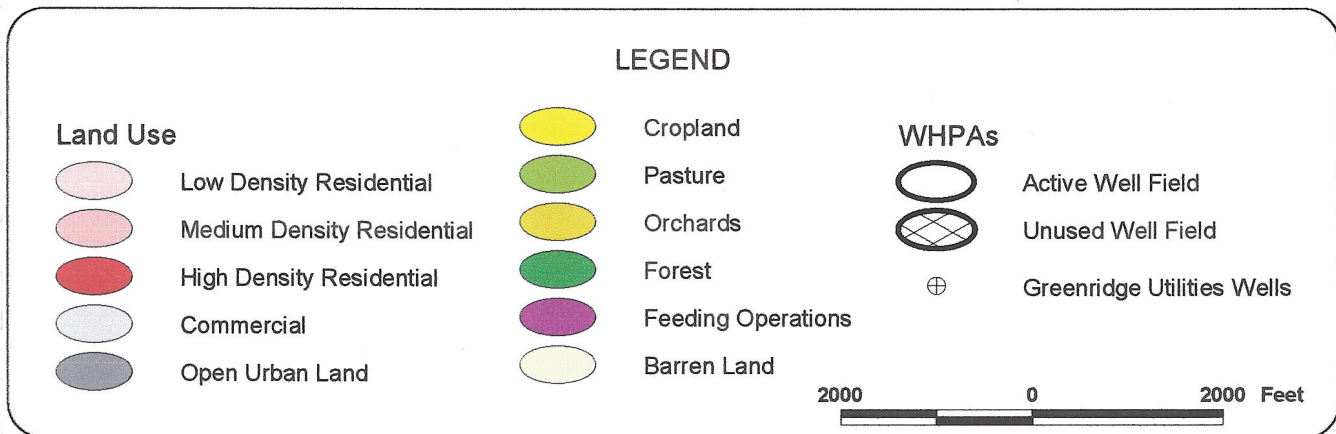 LEGEND
Land Use
Low Density Residential
Medium Density Residential
High Density Residential
Commercial
Open Urban Land
Cropland
Pasture
Orchards
Forest
Feeding Operations
Barren Land
WHPAs
Active Well Field
Unused Well Field
Greenridge Utilities Wells
2000 0 2000 Feet